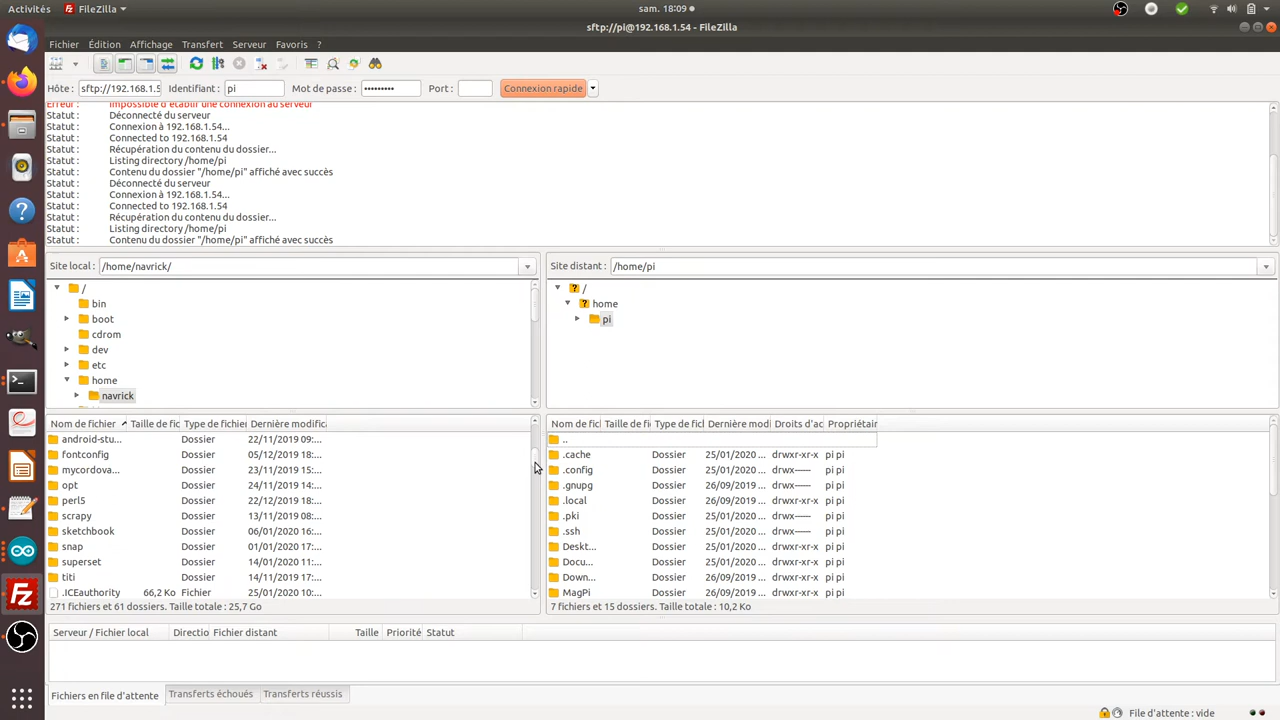 Activités FileZilla sam. 18:09
sftp://pi@192.168.1.54 - FileZilla
Fichier Édition Affichage Transfert Serveur Favoris ?
Hôte : sftp://192.168.1.5 Identifiant : pi Mot de passe : ••••••••• Port : Connexion rapide
Erreur : Impossible d'établir une connexion au serveur
Statut : Déconnecté du serveur
Statut : Connexion à 192.168.1.54...
Statut : Connected to 192.168.1.54
Statut : Récupération du contenu du dossier...
Statut : Listing directory /home/pi
Statut : Contenu du dossier "/home/pi" affiché avec succès
Statut : Déconnecté du serveur
Statut : Connexion à 192.168.1.54...
Statut : Connected to 192.168.1.54
Statut : Récupération du contenu du dossier...
Statut : Listing directory /home/pi
Statut : Contenu du dossier "/home/pi" affiché avec succès
Site local : /home/navrick/
/
bin
boot
cdrom
dev
etc
home
navrick
Site distant : /home/pi
/
home
pi
Nom de fichier Taille de fic Type de fichier Dernière modifica
android-stu... Dossier 22/11/2019 09:...
fontconfig Dossier 05/12/2019 18:...
mycordova... Dossier 23/11/2019 15:...
opt Dossier 24/11/2019 14:...
perl5 Dossier 22/12/2019 18:...
scrapy Dossier 13/11/2019 08:...
sketchbook Dossier 06/01/2020 16:...
snap Dossier 01/01/2020 17:...
superset Dossier 14/01/2020 11:...
titi Dossier 14/11/2019 17:...
.ICEauthority 66,2 Ko Fichier 25/01/2020 10:...
271 fichiers et 61 dossiers. Taille totale : 25,7 Go
Nom de fic Taille de fi Type de fic Dernière modi Droits d'ac Propriétair
..
.cache Dossier 25/01/2020 ... drwxr-xr-x pi pi
.config Dossier 25/01/2020 ... drwx------ pi pi
.gnupg Dossier 26/09/2019 ... drwx------ pi pi
.local Dossier 26/09/2019 ... drwxr-xr-x pi pi
.pki Dossier 25/01/2020 ... drwx------ pi pi
.ssh Dossier 25/01/2020 ... drwx------ pi pi
Deskt... Dossier 25/01/2020 ... drwxr-xr-x pi pi
Docu... Dossier 25/01/2020 ... drwxr-xr-x pi pi
Down... Dossier 26/09/2019 ... drwxr-xr-x pi pi
MagPi Dossier 26/09/2019 ... drwxr-xr-x pi pi
7 fichiers et 15 dossiers. Taille totale : 10,2 Ko
Serveur / Fichier local Directio Fichier distant Taille Priorité Statut
Fichiers en file d'attente Transferts échoués Transferts réussis
File d'attente : vide